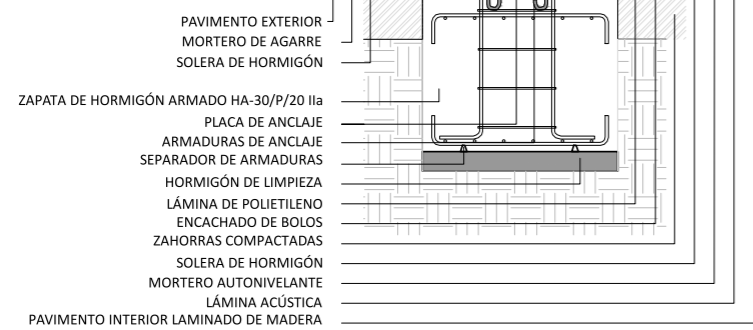 PAVIMENTO EXTERIOR
MORTERO DE AGARRE
SOLERA DE HORMIGÓN
ZAPATA DE HORMIGÓN ARMADO HA-30/P/20 IIa
PLACA DE ANCLAJE
ARMADURAS DE ANCLAJE
SEPARADOR DE ARMADURAS
HORMIGÓN DE LIMPIEZA
LÁMINA DE POLIETILENO
ENCACHADO DE BOLOS
ZAHORRAS COMPACTADAS
SOLERA DE HORMIGÓN
MORTERO AUTONIVELANTE
LÁMINA ACÚSTICA
PAVIMENTO INTERIOR LAMINADO DE MADERA